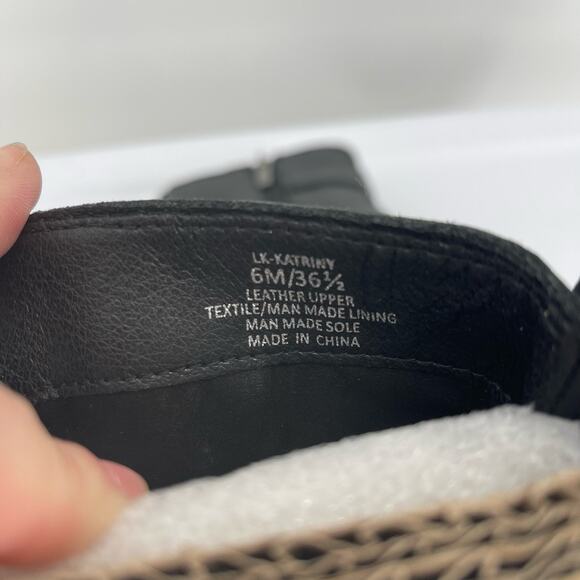 LK-KATRINY
6M/36½
LEATHER UPPER
TEXTILE/MAN MADE LINING
MAN MADE SOLE
MADE IN CHINA